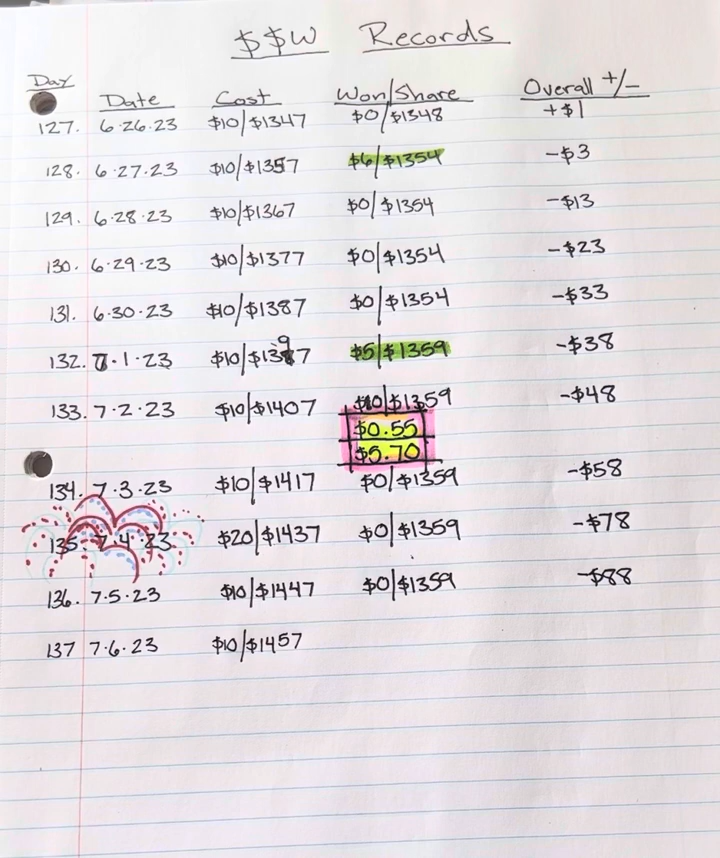 $$W Records
Day Date Cost Won/Share Overall +/-
127. 6.26.23 $10/$1347 $0/$1348 +$1
128. 6.27.23 $10/$1357 $6/$1354 -$3
129. 6.28.23 $10/$1367 $0/$1354 -$13
130. 6.29.23 $10/$1377 $0/$1354 -$23
131. 6.30.23 $10/$1387 $0/$1354 -$33
132. 7.1.23 $10/$1397 $5/$1359 -$38
133. 7.2.23 $10/$1407 $0/$1359 -$48
$0.55
$5.70
134. 7.3.23 $10/$1417 $0/$1359 -$58
135. 7.4.23 $20/$1437 $0/$1359 -$78
136. 7.5.23 $10/$1447 $0/$1359 -$88
137 7.6.23 $10/$1457